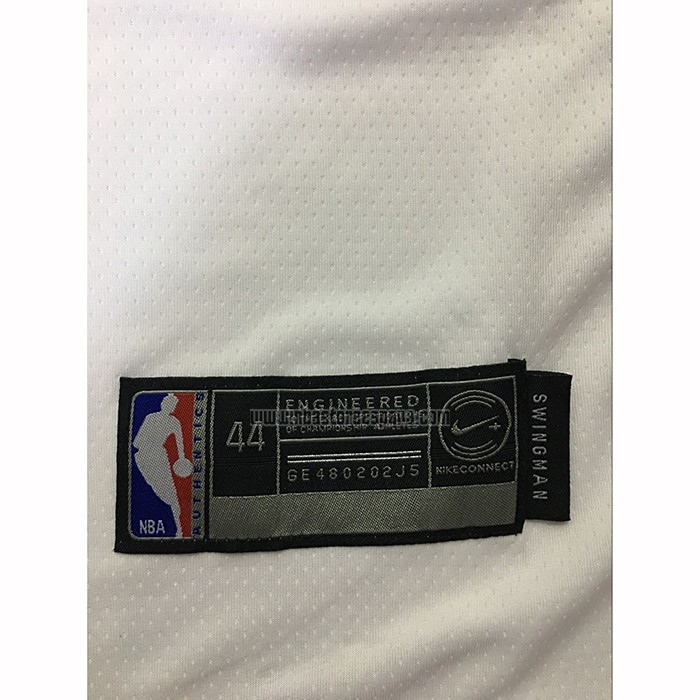 NBA
AUTHENTICS
44
ENGINEERED
OF CHAMPIONSHIP ATHLETES
GE480202J5
NIKECONNECT
SWINGMAN